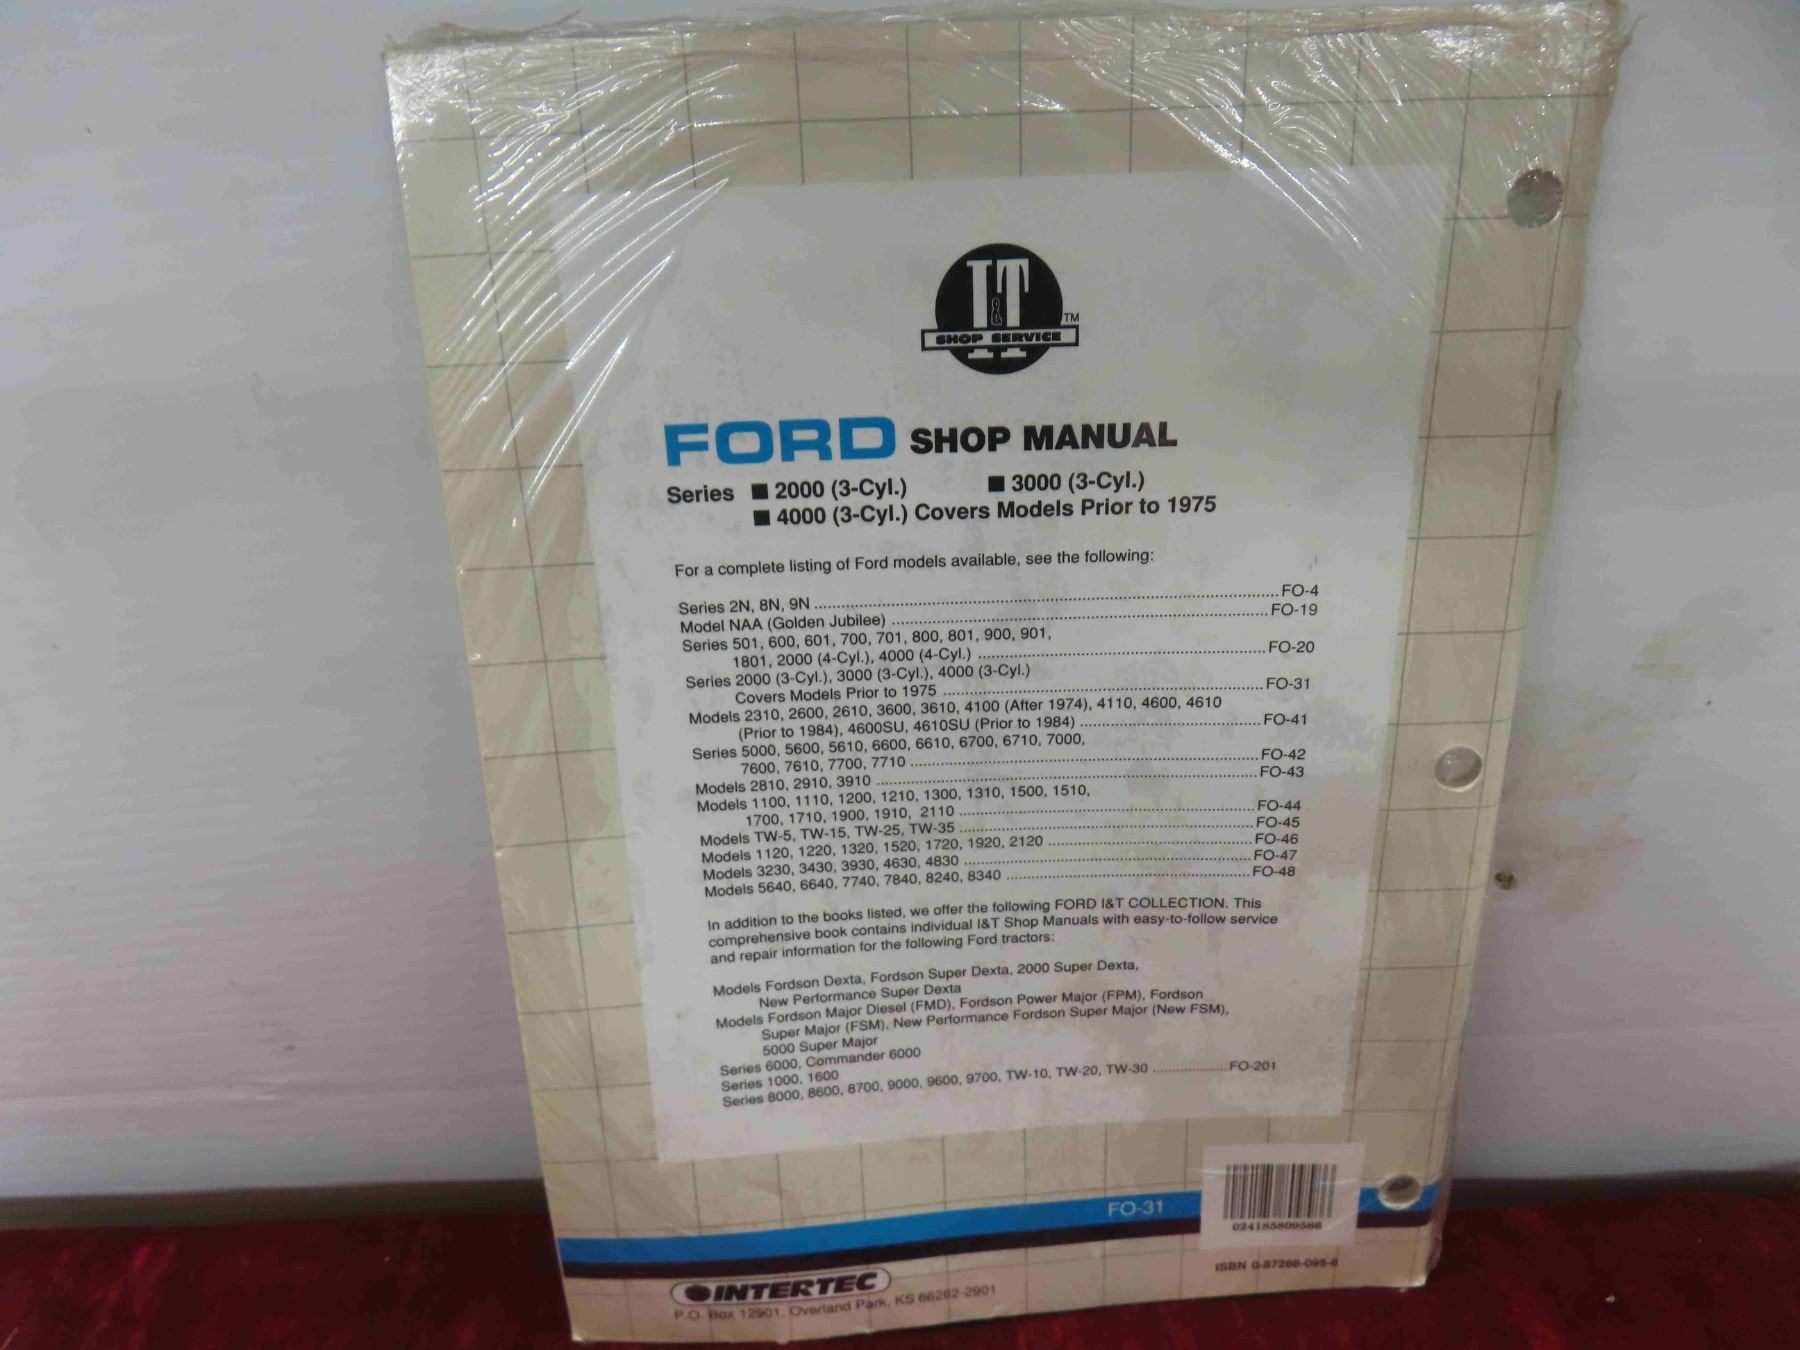 I&T
TM
SHOP SERVICE
FORD SHOP MANUAL
Series ■ 2000 (3-Cyl.) ■ 3000 (3-Cyl.)
■ 4000 (3-Cyl.) Covers Models Prior to 1975
For a complete listing of Ford models available, see the following:
Series 2N, 8N, 9N ........ FO-4
Model NAA (Golden Jubilee) ........ FO-19
Series 501, 600, 601, 700, 701, 800, 801, 900, 901,
1801, 2000 (4-Cyl.), 4000 (4-Cyl.) ........ FO-20
Series 2000 (3-Cyl.), 3000 (3-Cyl.), 4000 (3-Cyl.)
Covers Models Prior to 1975 ........ FO-31
Models 2310, 2600, 2610, 3600, 3610, 4100 (After 1974), 4110, 4600, 4610
(Prior to 1984), 4600SU, 4610SU (Prior to 1984) ........ FO-41
Series 5000, 5600, 5610, 6600, 6610, 6700, 6710, 7000,
7600, 7610, 7700, 7710 ........ FO-42
Models 2810, 2910, 3910 ........ FO-43
Models 1100, 1110, 1200, 1210, 1300, 1310, 1500, 1510,
1700, 1710, 1900, 1910, 2110 ........ FO-44
Models TW-5, TW-15, TW-25, TW-35 ........ FO-45
Models 1120, 1220, 1320, 1520, 1720, 1920, 2120 ........ FO-46
Models 3230, 3430, 3930, 4630, 4830 ........ FO-47
Models 5640, 6640, 7740, 7840, 8240, 8340 ........ FO-48
In addition to the books listed, we offer the following FORD I&T COLLECTION. This
comprehensive book contains individual I&T Shop Manuals with easy-to-follow service
and repair information for the following Ford tractors:
Models Fordson Dexta, Fordson Super Dexta, 2000 Super Dexta,
New Performance Super Dexta
Models Fordson Major Diesel (FMD), Fordson Power Major (FPM), Fordson
Super Major (FSM), New Performance Fordson Super Major (New FSM),
5000 Super Major
Series 6000, Commander 6000
Series 1000, 1600
Series 8000, 8600, 8700, 9000, 9600, 9700, TW-10, TW-20, TW-30 ........ FO-201
FO-31
024185809586
ISBN 0-87288-095-8
INTERTEC
P.O. Box 12901, Overland Park, KS 66282-2901